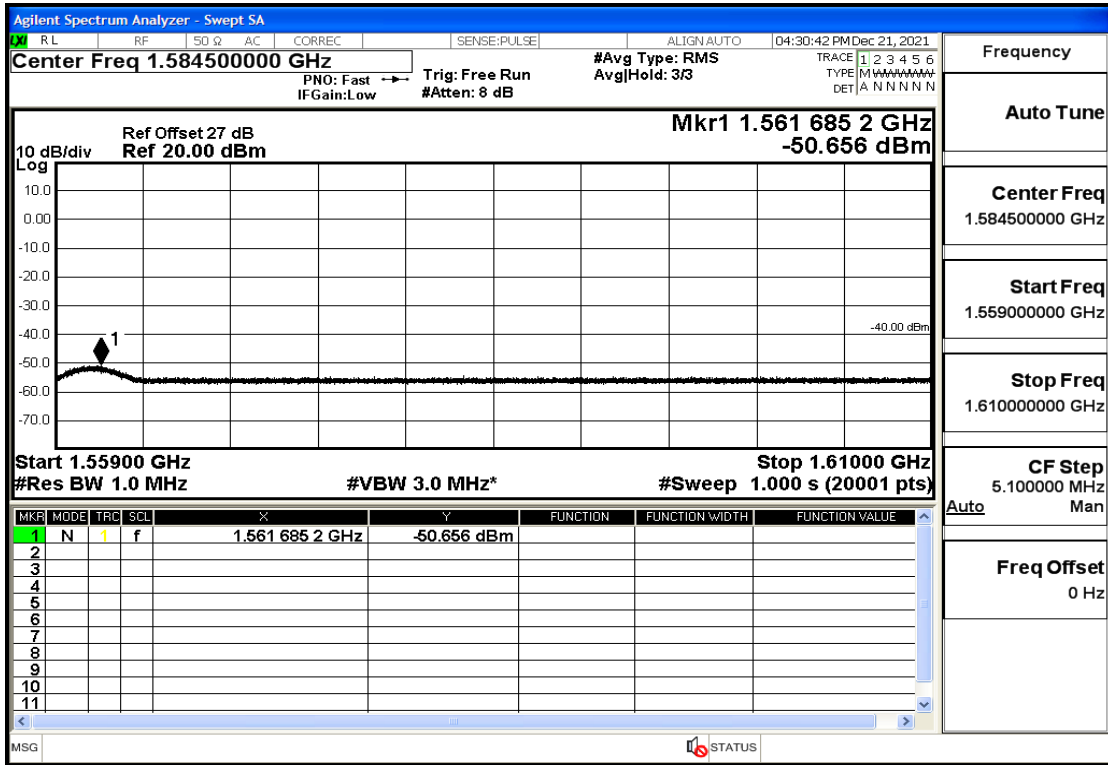 Agilent Spectrum Analyzer - Swept SA
LXI RL RF 50 Ω AC CORREC SENSE:PULSE ALIGN AUTO 04:30:42 PM Dec 21, 2021
Center Freq 1.584500000 GHz
PNO: Fast
IFGain:Low
Trig: Free Run
#Atten: 8 dB
#Avg Type: RMS
Avg|Hold: 3/3
TRACE 1 2 3 4 5 6
TYPE M WWWWW
DET A N N N N N
Ref Offset 27 dB
10 dB/div Ref 20.00 dBm
Log
Mkr1 1.561 685 2 GHz
-50.656 dBm
10.0
0.00
-10.0
-20.0
-30.0
-40.0
-50.0
-60.0
-70.0
1
-40.00 dBm
Start 1.55900 GHz Stop 1.61000 GHz
#Res BW 1.0 MHz #VBW 3.0 MHz* #Sweep 1.000 s (20001 pts)
MKR MODE TRC SCL X Y FUNCTION FUNCTION WIDTH FUNCTION VALUE
1 N 1 f 1.561 685 2 GHz -50.656 dBm
2
3
4
5
6
7
8
9
10
11
MSG STATUS
Frequency
Auto Tune
Center Freq
1.584500000 GHz
Start Freq
1.559000000 GHz
Stop Freq
1.610000000 GHz
CF Step
5.100000 MHz
Auto Man
Freq Offset
0 Hz